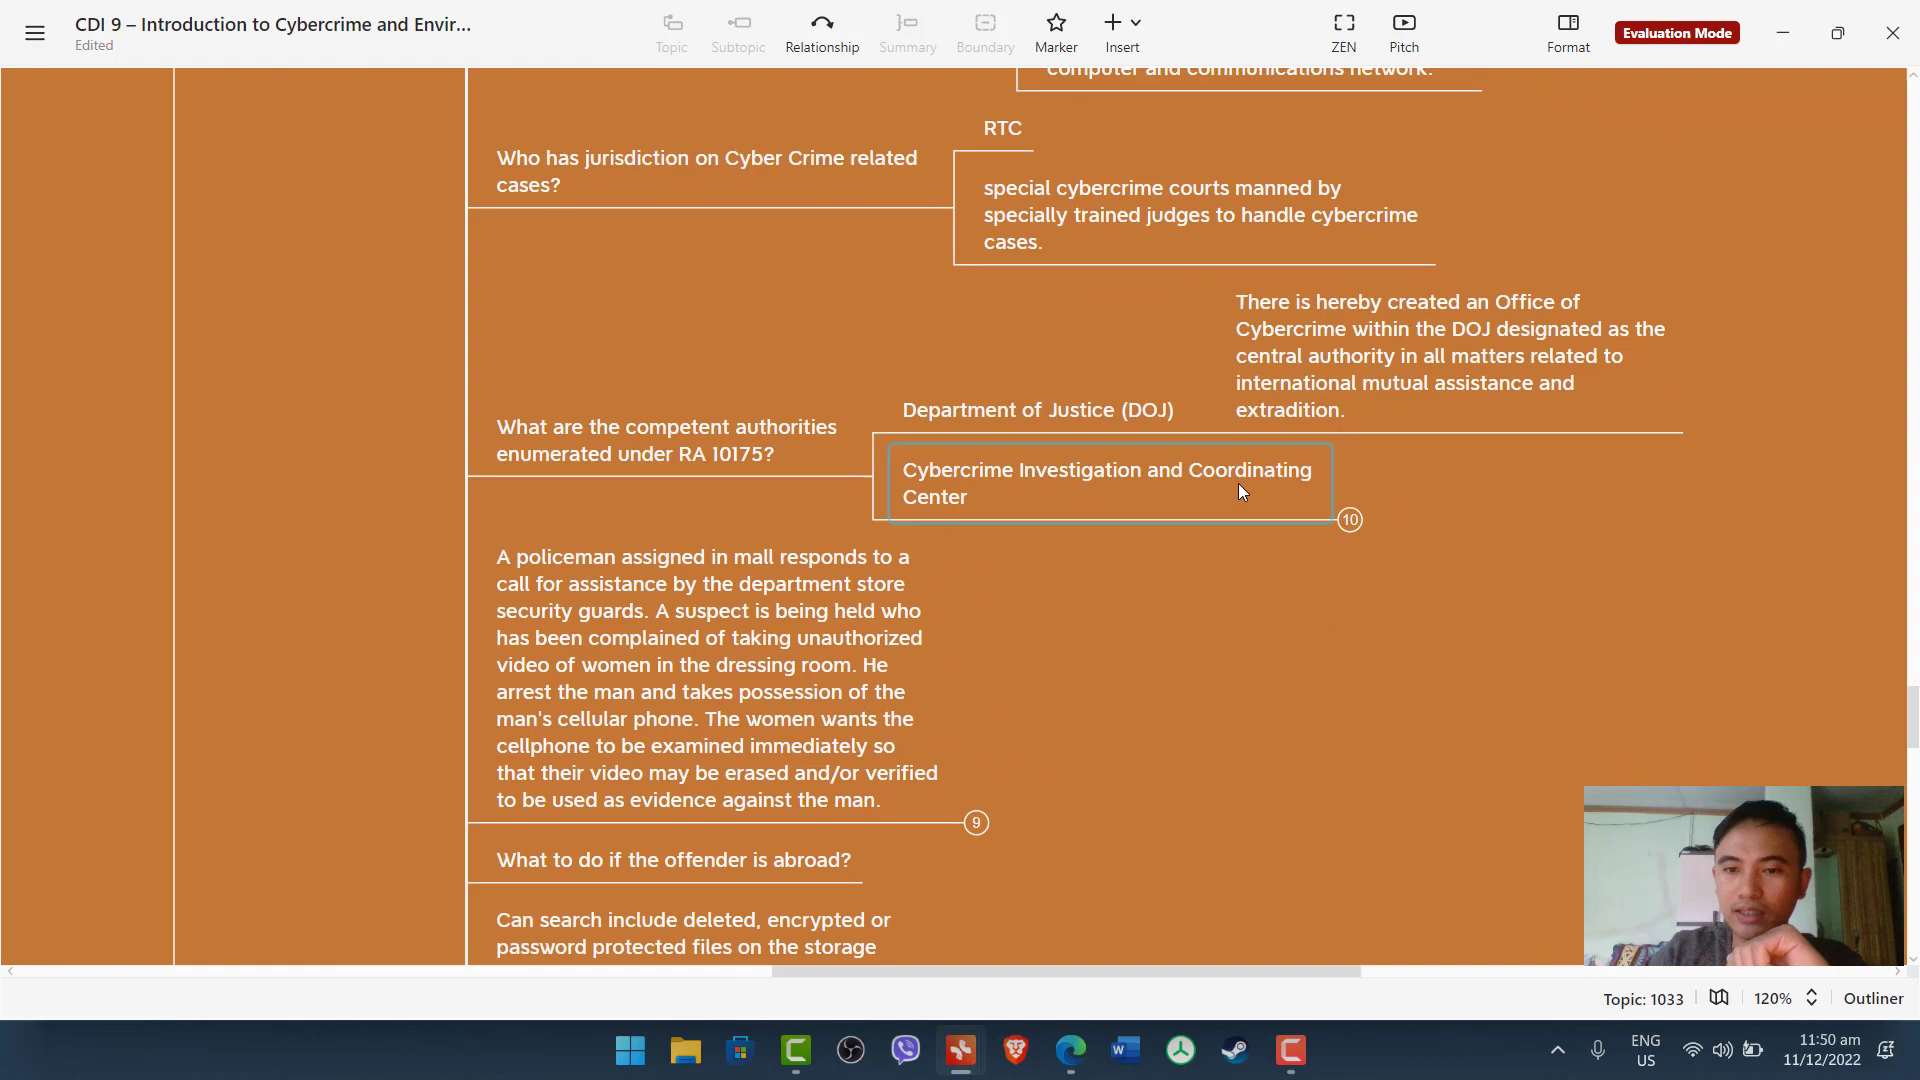 CDI 9 – Introduction to Cybercrime and Envir...
Edited
Topic
Subtopic
Relationship
Summary
Boundary
Marker
Insert
ZEN
Pitch
Format
Evaluation Mode
computer and communications network.
RTC
Who has jurisdiction on Cyber Crime related
cases?
special cybercrime courts manned by
specially trained judges to handle cybercrime
cases.
There is hereby created an Office of
Cybercrime within the DOJ designated as the
central authority in all matters related to
international mutual assistance and
extradition.
Department of Justice (DOJ)
What are the competent authorities
enumerated under RA 10175?
Cybercrime Investigation and Coordinating
Center
10
A policeman assigned in mall responds to a
call for assistance by the department store
security guards. A suspect is being held who
has been complained of taking unauthorized
video of women in the dressing room. He
arrest the man and takes possession of the
man's cellular phone. The women wants the
cellphone to be examined immediately so
that their video may be erased and/or verified
to be used as evidence against the man.
9
What to do if the offender is abroad?
Can search include deleted, encrypted or
password protected files on the storage
Topic: 1033
120%
Outliner
ENG
US
11:50 am
11/12/2022